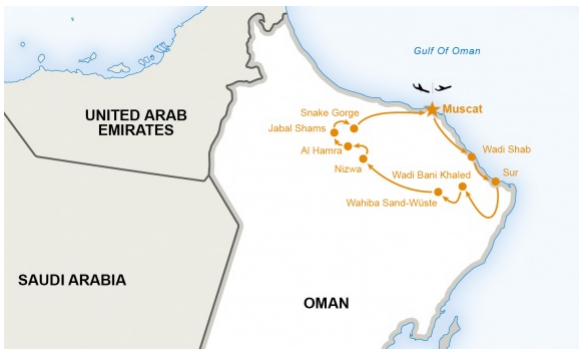 Gulf Of Oman
UNITED ARAB
EMIRATES
Snake Gorge
Muscat
Jabal Shams
Al Hamra
Wadi Shab
Nizwa
Wadi Bani Khaled
Sur
Wahiba Sand-Wüste
SAUDI ARABIA
OMAN